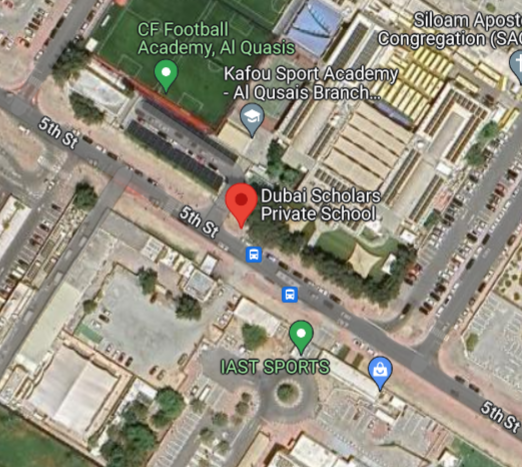 Siloam Apost
Congregation (SAC
CF Football
Academy, Al Quasis
Kafou Sport Academy
- Al Qusais Branch...
5th St
Dubai Scholars
Private School
5th St
IAST SPORTS
5th St